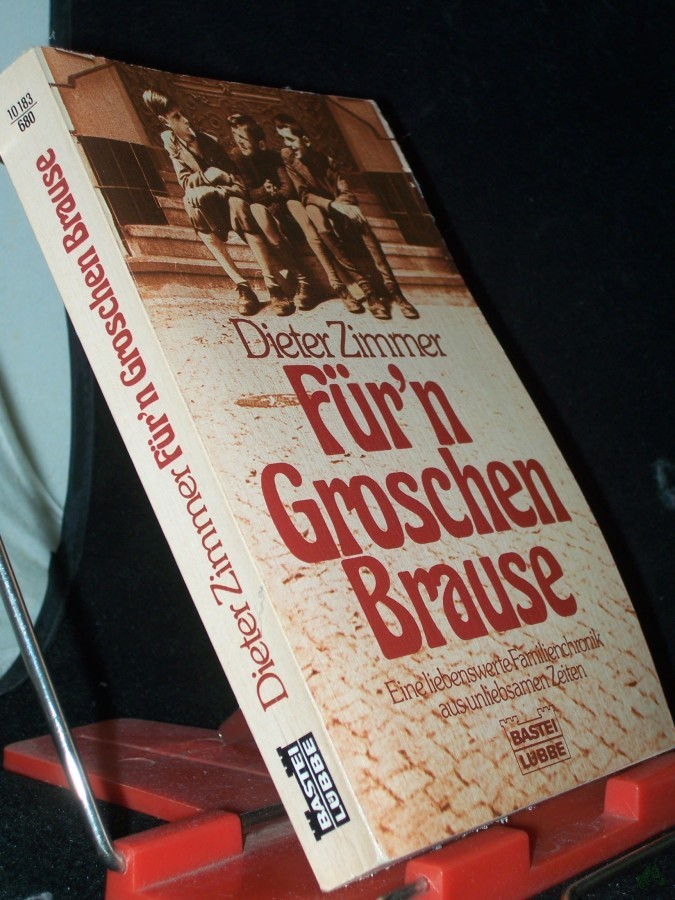 10 183
680
Dieter Zimmer Für'n Groschen Brause
BASTEI
LÜBBE
Dieter Zimmer
Für'n
Groschen
Brause
Eine liebenswerte Familienchronik
aus unliebsamen Zeiten
BASTEI
LÜBBE